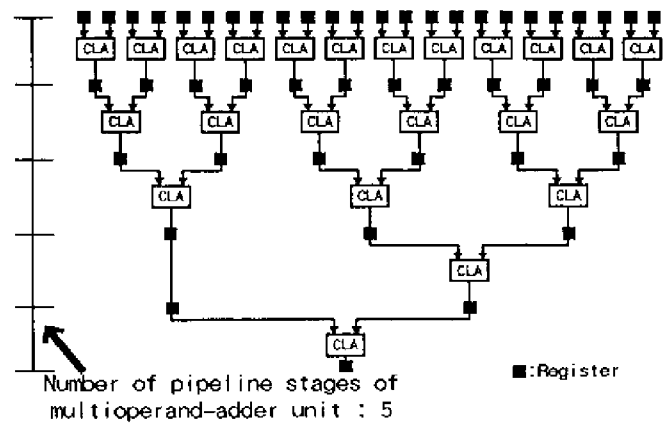 CLA CLA CLA CLA CLA CLA CLA CLA CLA CLA CLA CLA
CLA CLA CLA CLA CLA CLA
CLA CLA CLA
CLA
CLA
■:Register
Number of pipeline stages of
multioperand-adder unit : 5